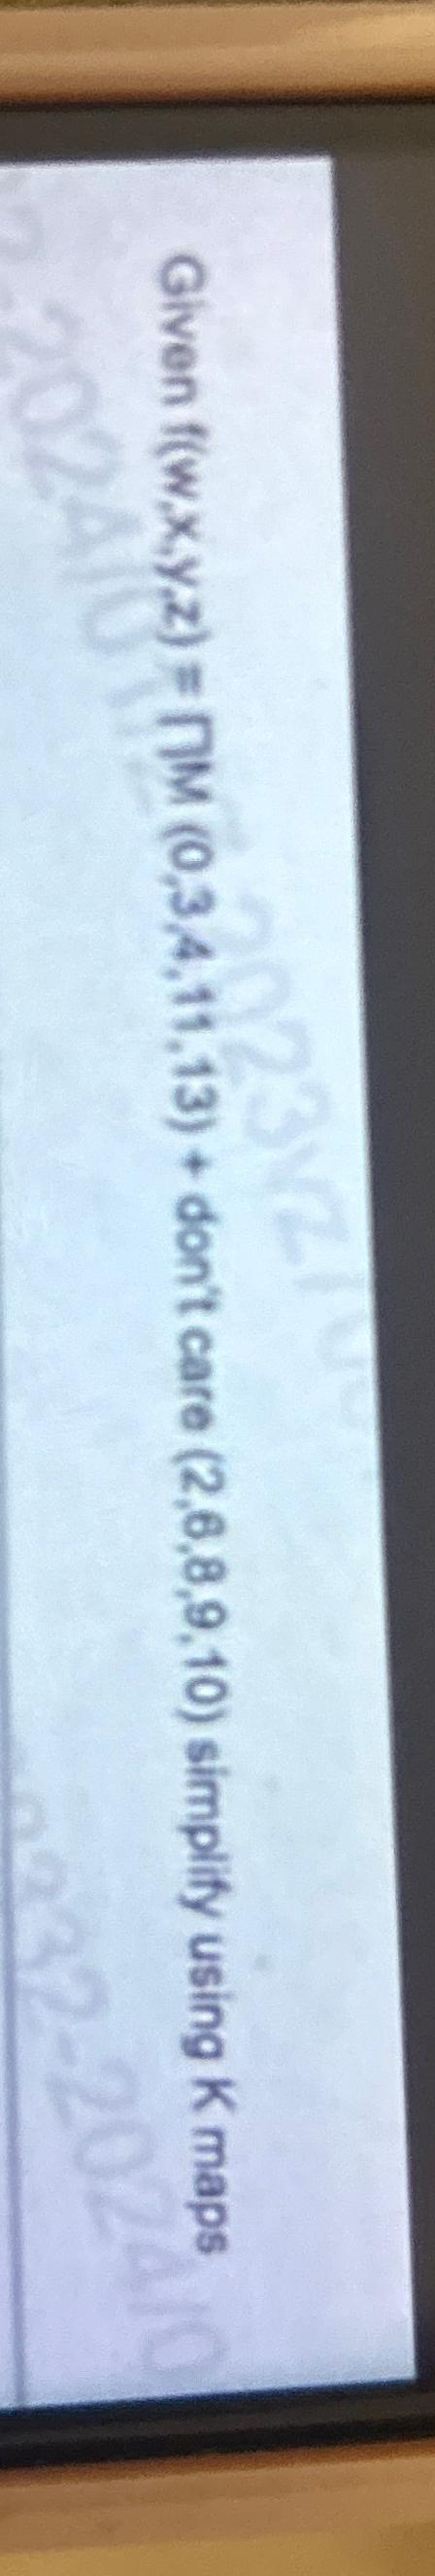 Given f(w,x,y,z) = ΠM (0,3,4,11,13) + don't care (2,6,8,9,10) simplify using K maps